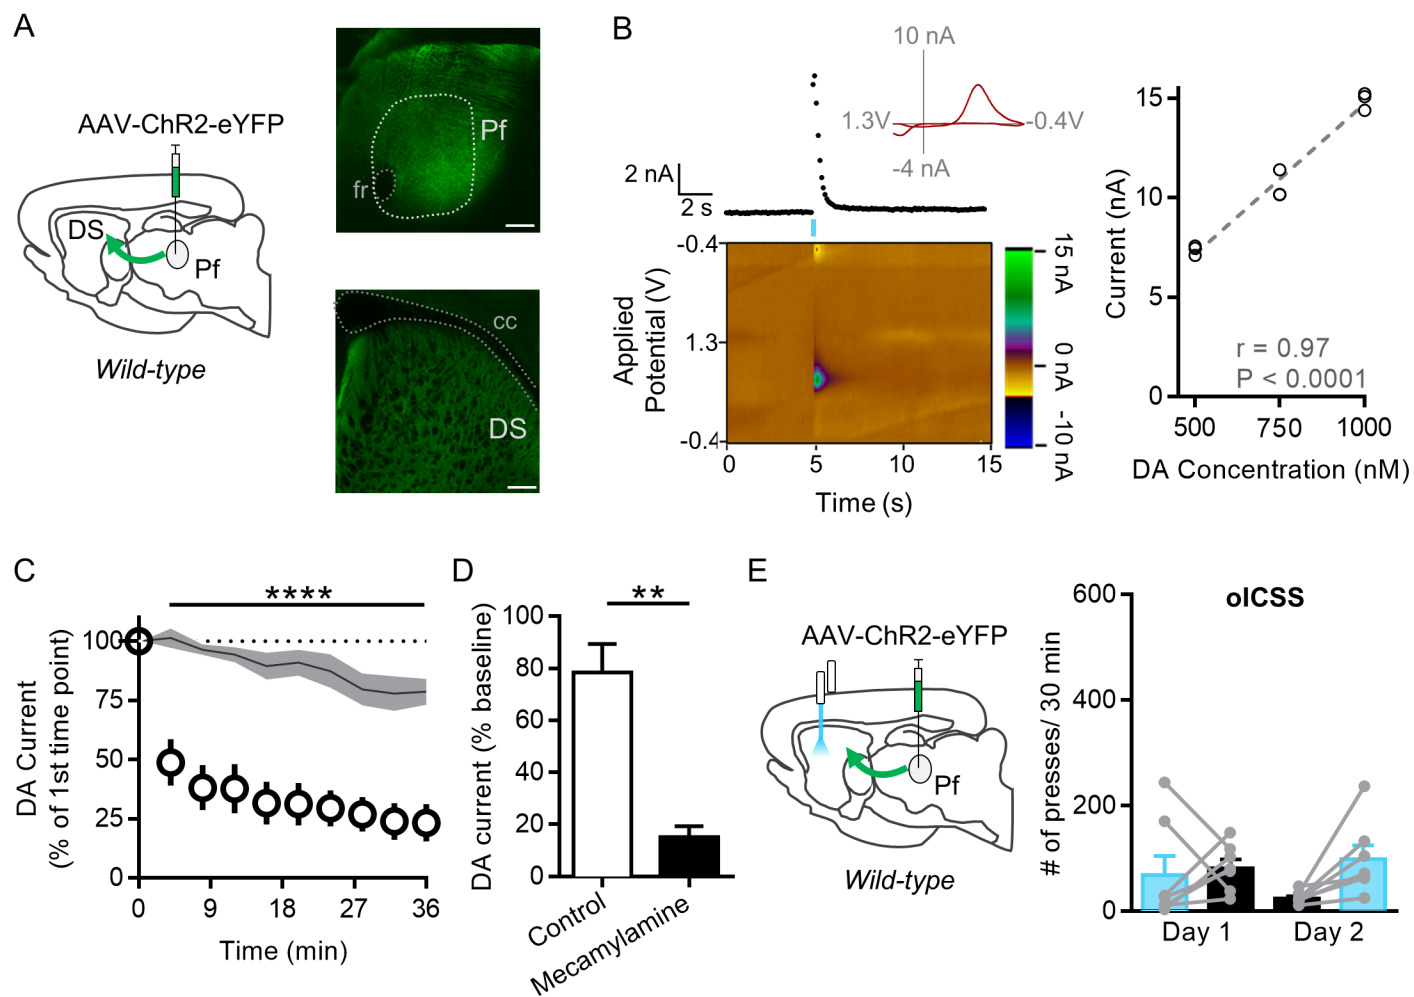 A
AAV-ChR2-eYFP
DS
Pf
Wild-type
Pf
fr
cc
DS
B
10 nA
1.3V
-0.4V
-4 nA
2 nA
2 s
-0.4
1.3
-0.4
Applied
Potential (V)
0
5
10
15
Time (s)
15 nA
0 nA
-10 nA
15
10
5
0
Current (nA)
r = 0.97
P < 0.0001
500
750
1000
DA Concentration (nM)
C
****
100
75
50
25
0
DA Current
(% of 1st time point)
0
9
18
27
36
Time (min)
D
**
100
80
60
40
20
0
DA current (% baseline)
Control
Mecamylamine
E
AAV-ChR2-eYFP
Pf
Wild-type
oICSS
600
400
200
0
# of presses/ 30 min
Day 1
Day 2